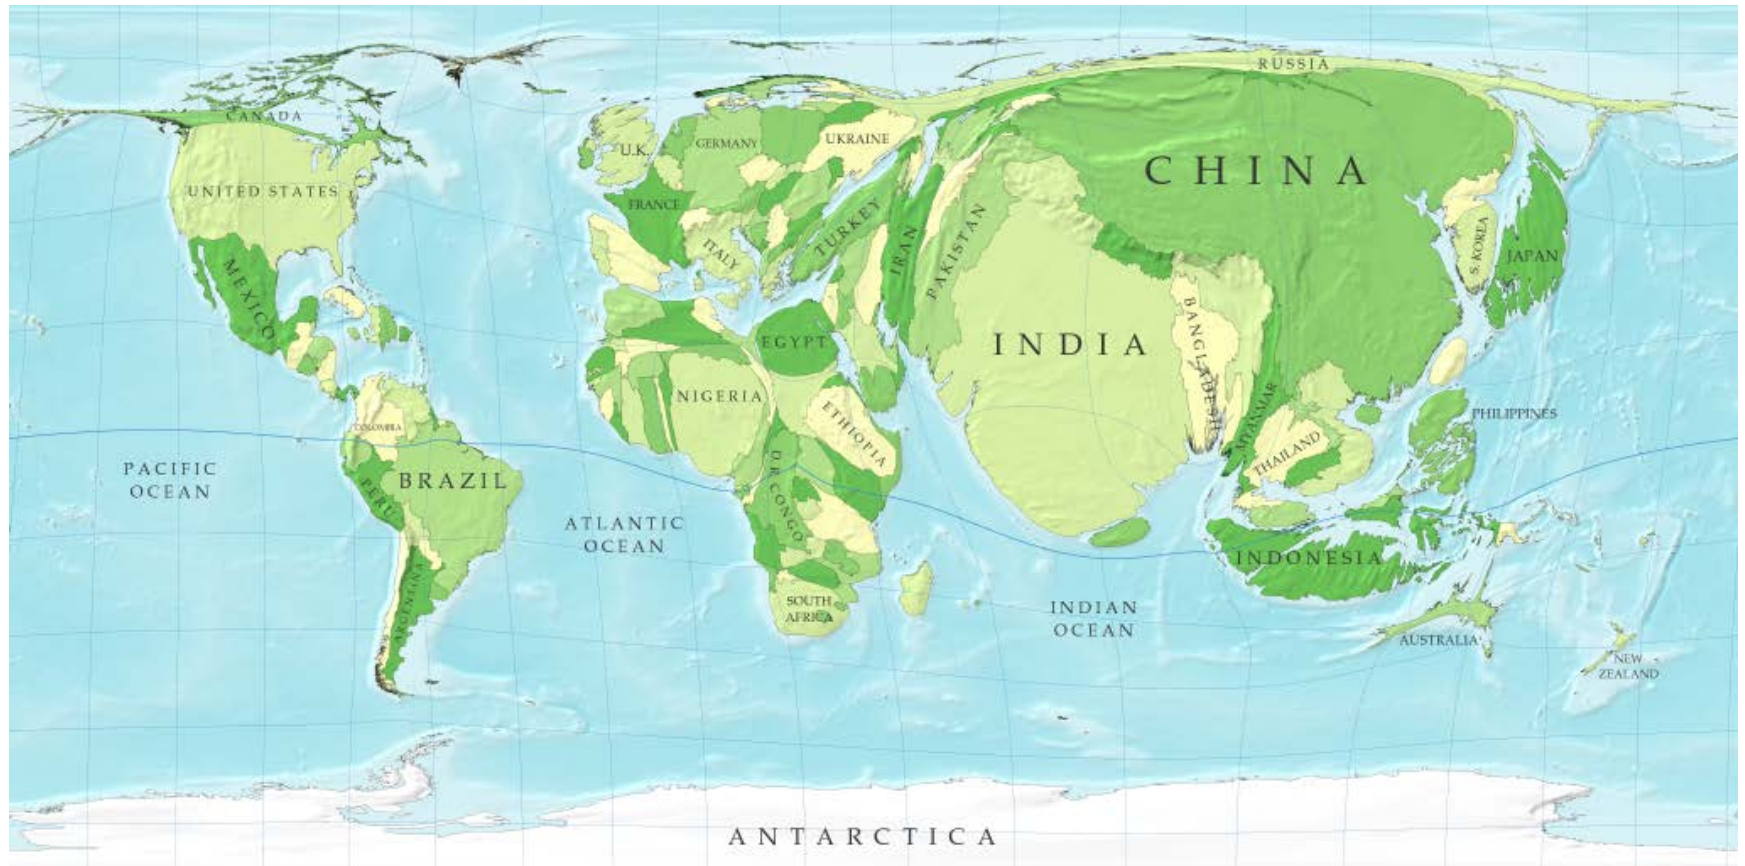 RUSSIA
CANADA
U.K.
GERMANY
UKRAINE
CHINA
UNITED STATES
FRANCE
TURKEY
ITALY
IRAN
PAKISTAN
S. KOREA
JAPAN
MEXICO
EGYPT
INDIA
BANGLADESH
NIGERIA
ETHIOPIA
MYANMAR
PHILIPPINES
COLOMBIA
THAILAND
BRAZIL
PERU
D.R. CONGO
PACIFIC
OCEAN
ATLANTIC
OCEAN
INDONESIA
ARGENTINA
SOUTH
AFRICA
INDIAN
OCEAN
AUSTRALIA
NEW
ZEALAND
ANTARCTICA